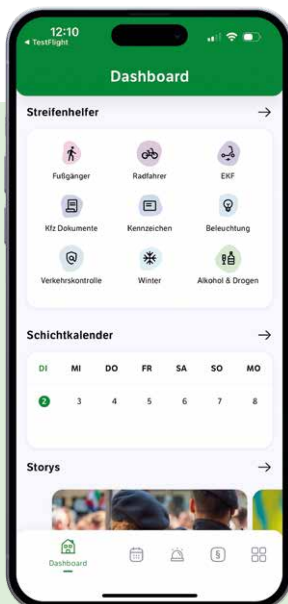 12:10
◀ TestFlight
Dashboard
Streifenhelfer →
Fußgänger Radfahrer EKF
Kfz Dokumente Kennzeichen Beleuchtung
Verkehrskontrolle Winter Alkohol & Drogen
Schichtkalender →
DI MI DO FR SA SO MO
2 3 4 5 6 7 8
Storys →
§
Dashboard